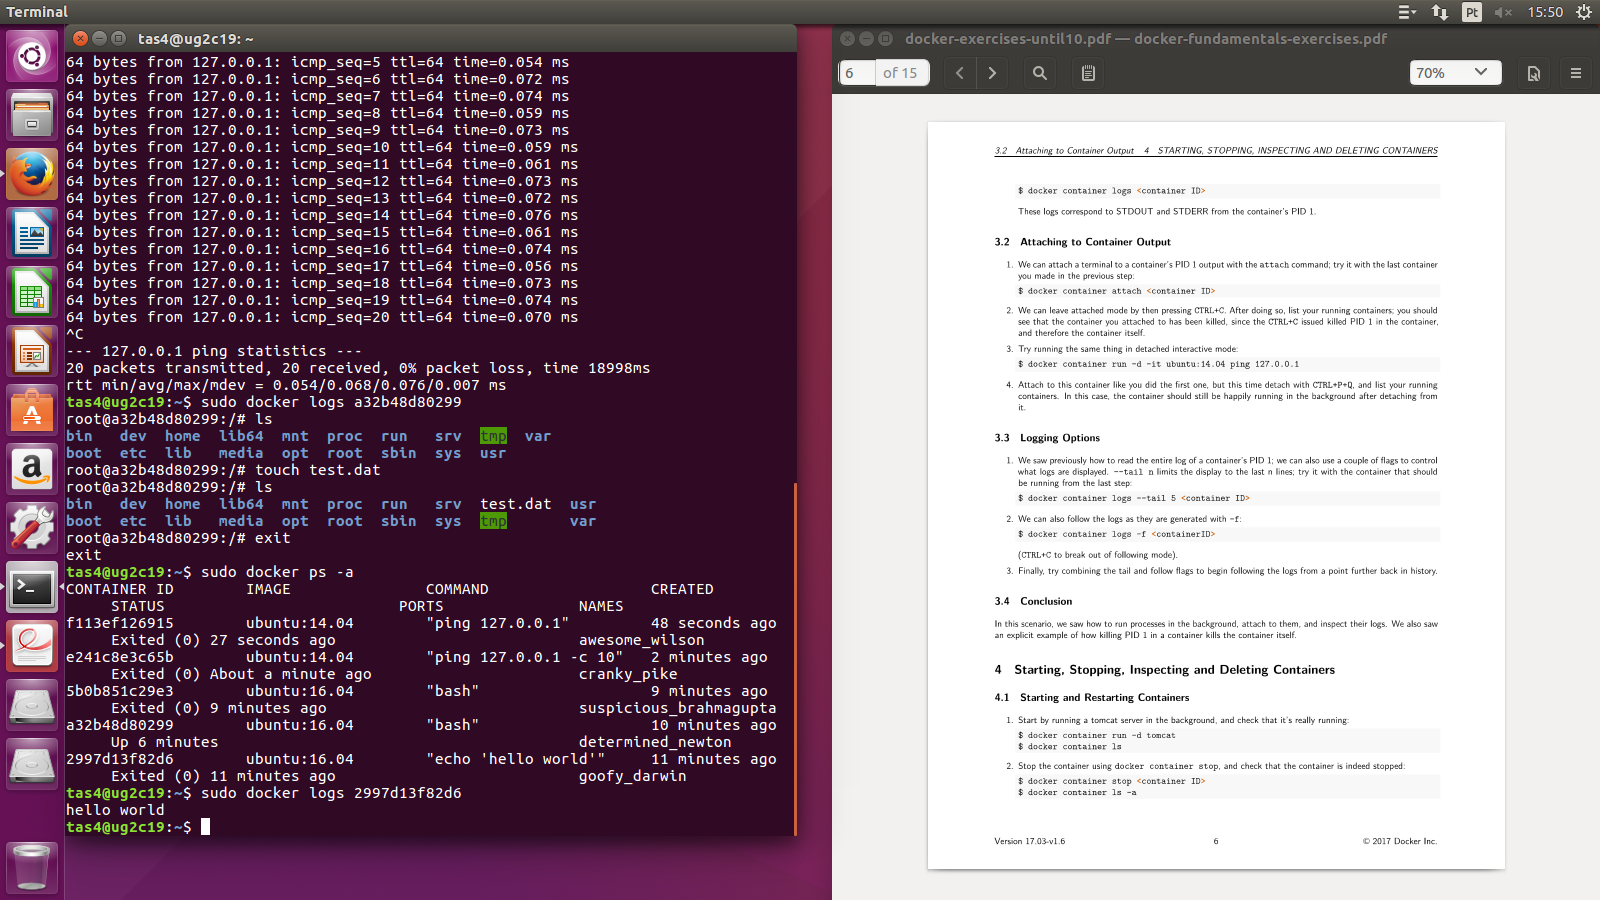 Terminal
Pt
15:50
tas4@ug2c19: ~
64 bytes from 127.0.0.1: icmp_seq=5 ttl=64 time=0.054 ms
64 bytes from 127.0.0.1: icmp_seq=6 ttl=64 time=0.072 ms
64 bytes from 127.0.0.1: icmp_seq=7 ttl=64 time=0.074 ms
64 bytes from 127.0.0.1: icmp_seq=8 ttl=64 time=0.059 ms
64 bytes from 127.0.0.1: icmp_seq=9 ttl=64 time=0.073 ms
64 bytes from 127.0.0.1: icmp_seq=10 ttl=64 time=0.059 ms
64 bytes from 127.0.0.1: icmp_seq=11 ttl=64 time=0.061 ms
64 bytes from 127.0.0.1: icmp_seq=12 ttl=64 time=0.073 ms
64 bytes from 127.0.0.1: icmp_seq=13 ttl=64 time=0.072 ms
64 bytes from 127.0.0.1: icmp_seq=14 ttl=64 time=0.076 ms
64 bytes from 127.0.0.1: icmp_seq=15 ttl=64 time=0.061 ms
64 bytes from 127.0.0.1: icmp_seq=16 ttl=64 time=0.074 ms
64 bytes from 127.0.0.1: icmp_seq=17 ttl=64 time=0.056 ms
64 bytes from 127.0.0.1: icmp_seq=18 ttl=64 time=0.073 ms
64 bytes from 127.0.0.1: icmp_seq=19 ttl=64 time=0.074 ms
64 bytes from 127.0.0.1: icmp_seq=20 ttl=64 time=0.070 ms
^C
--- 127.0.0.1 ping statistics ---
20 packets transmitted, 20 received, 0% packet loss, time 18998ms
rtt min/avg/max/mdev = 0.054/0.068/0.076/0.007 ms
tas4@ug2c19:~$ sudo docker logs a32b48d80299
root@a32b48d80299:/# ls
bin dev home lib64 mnt proc run srv tmp var
boot etc lib media opt root sbin sys usr
root@a32b48d80299:/# touch test.dat
root@a32b48d80299:/# ls
bin dev home lib64 mnt proc run srv test.dat usr
boot etc lib media opt root sbin sys tmp var
root@a32b48d80299:/# exit
exit
tas4@ug2c19:~$ sudo docker ps -a
CONTAINER ID IMAGE COMMAND CREATED
STATUS PORTS NAMES
f113ef126915 ubuntu:14.04 "ping 127.0.0.1" 48 seconds ago
Exited (0) 27 seconds ago awesome_wilson
e241c8e3c65b ubuntu:14.04 "ping 127.0.0.1 -c 10" 2 minutes ago
Exited (0) About a minute ago cranky_pike
5b0b851c29e3 ubuntu:16.04 "bash" 9 minutes ago
Exited (0) 9 minutes ago suspicious_brahmagupta
a32b48d80299 ubuntu:16.04 "bash" 10 minutes ago
Up 6 minutes determined_newton
2997d13f82d6 ubuntu:16.04 "echo 'hello world'" 11 minutes ago
Exited (0) 11 minutes ago goofy_darwin
tas4@ug2c19:~$ sudo docker logs 2997d13f82d6
hello world
tas4@ug2c19:~$
docker-exercises-until10.pdf — docker-fundamentals-exercises.pdf
6 of 15
70%
3.2 Attaching to Container Output 4 STARTING, STOPPING, INSPECTING AND DELETING CONTAINERS
$ docker container logs <container ID>
These logs correspond to STDOUT and STDERR from the container's PID 1.
3.2 Attaching to Container Output
1. We can attach a terminal to a container's PID 1 output with the attach command; try it with the last container
you made in the previous step:
$ docker container attach <container ID>
2. We can leave attached mode by then pressing CTRL+C. After doing so, list your running containers; you should
see that the container you attached to has been killed, since the CTRL+C issued killed PID 1 in the container,
and therefore the container itself.
3. Try running the same thing in detached interactive mode:
$ docker container run -d -it ubuntu:14.04 ping 127.0.0.1
4. Attach to this container like you did the first one, but this time detach with CTRL+P+Q, and list your running
containers. In this case, the container should still be happily running in the background after detaching from
it.
3.3 Logging Options
1. We saw previously how to read the entire log of a container's PID 1; we can also use a couple of flags to control
what logs are displayed. --tail n limits the display to the last n lines; try it with the container that should
be running from the last step:
$ docker container logs --tail 5 <container ID>
2. We can also follow the logs as they are generated with -f:
$ docker container logs -f <containerID>
(CTRL+C to break out of following mode).
3. Finally, try combining the tail and follow flags to begin following the logs from a point further back in history.
3.4 Conclusion
In this scenario, we saw how to run processes in the background, attach to them, and inspect their logs. We also saw
an explicit example of how killing PID 1 in a container kills the container itself.
4 Starting, Stopping, Inspecting and Deleting Containers
4.1 Starting and Restarting Containers
1. Start by running a tomcat server in the background, and check that it's really running:
$ docker container run -d tomcat
$ docker container ls
2. Stop the container using docker container stop, and check that the container is indeed stopped:
$ docker container stop <container ID>
$ docker container ls -a
Version 17.03-v1.6 6 © 2017 Docker Inc.